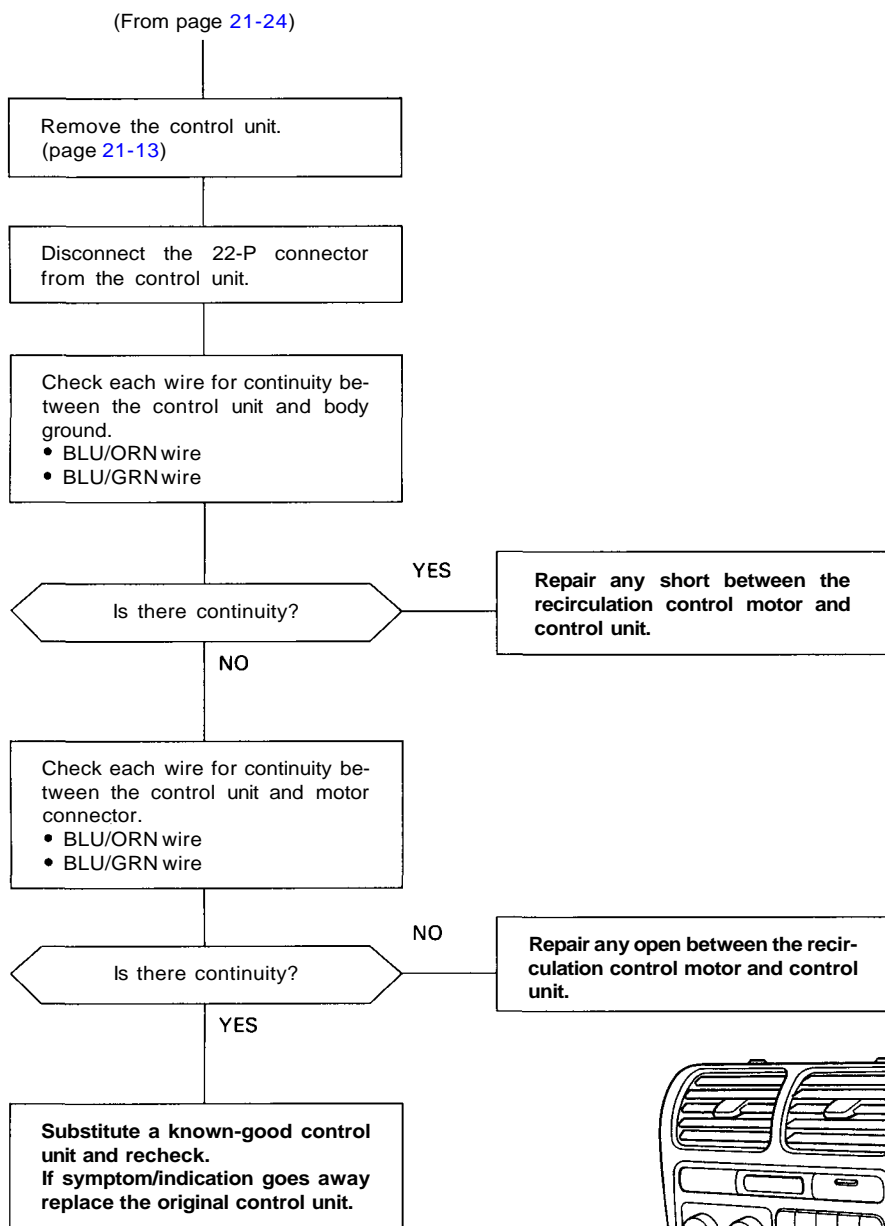 (From page 21-24)
Remove the control unit.
(page 21-13)
Disconnect the 22-P connector
from the control unit.
Check each wire for continuity be-
tween the control unit and body
ground.
• BLU/ORN wire
• BLU/GRN wire
Is there continuity?
YES
Repair any short between the
recirculation control motor and
control unit.
NO
Check each wire for continuity be-
tween the control unit and motor
connector.
• BLU/ORN wire
• BLU/GRN wire
Is there continuity?
NO
Repair any open between the recir-
culation control motor and control
unit.
YES
Substitute a known-good control
unit and recheck.
If symptom/indication goes away
replace the original control unit.